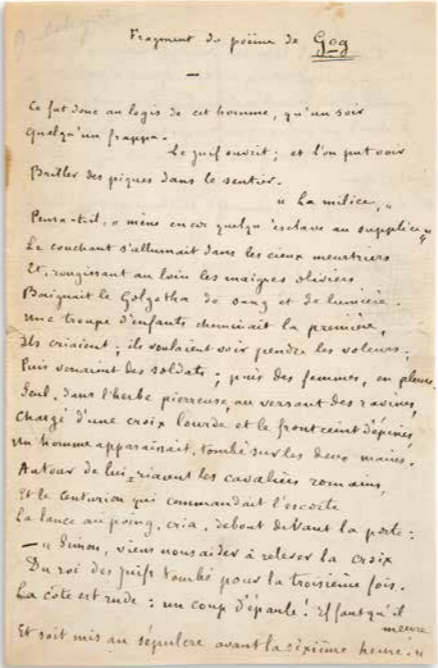 Fragment du poëme de Gog
Ce fut donc au logis de cet homme, qu'un soir
Quelqu'un frappa.
Le juif ouvrit ; et l'on put voir
Briller des piques dans le sentier.
" La milice, "
Pensa-t-il, " mène encor quelqu'esclave au supplice "
Le couchant s'allumait dans les cieux meurtriers
Et, rougissant au loin les maigres oliviers
Baignait le Golgotha de sang et de lumière.
Une troupe d'enfants cheminait la première,
Ils criaient ; ils voulaient voir pendre les voleurs ;
Puis venaient des soldats ; puis des femmes, en pleurs
Seul, dans l'herbe pierreuse, au versant des ravines,
Chargé d'une croix lourde et le front ceint d'épines,
Un homme apparaissait, tombé sur les deux mains.
Autour de lui, riaient les cavaliers romains,
Et le centurion qui commandait l'escorte
La lance au poing, cria, debout devant la porte :
— " Simon, viens nous aider à relever la croix
Du roi des juifs tombé pour la troisième fois.
La côte est rude : un coup d'épaule ! Il faut qu'il
meure
Et soit mis au sépulcre avant la sixième heure. "